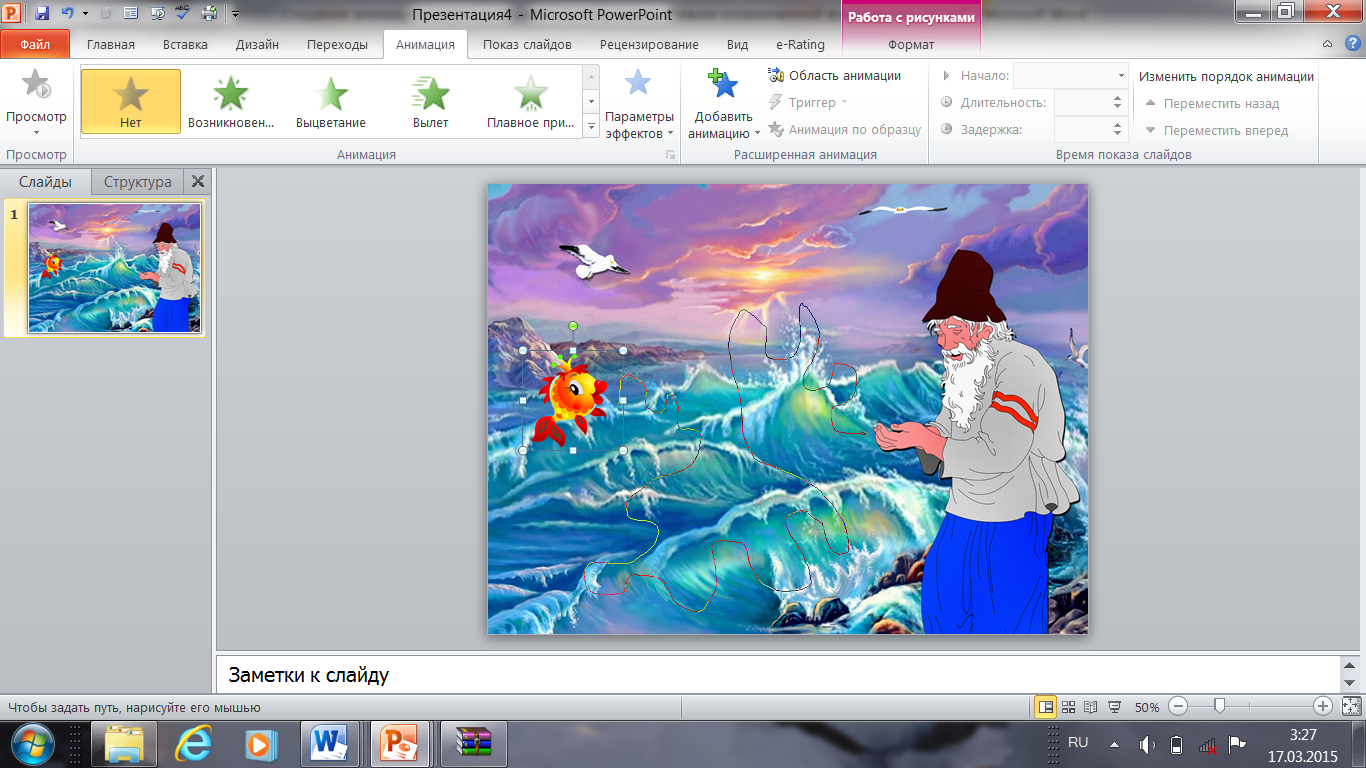 Презентация4 - Microsoft PowerPoint
Работа с рисунками
Файл Главная Вставка Дизайн Переходы Анимация Показ слайдов Рецензирование Вид e-Rating Формат
Просмотр
Просмотр
Нет Возникновен... Выцветание Вылет Плавное при...
Анимация
Параметры
эффектов
Добавить
анимацию
Область анимации
Триггер
Анимация по образцу
Расширенная анимация
Начало:
Длительность:
Задержка:
Изменить порядок анимации
Переместить назад
Переместить вперед
Время показа слайдов
Слайды Структура
1
Заметки к слайду
Чтобы задать путь, нарисуйте его мышью
50%
RU
3:27
17.03.2015